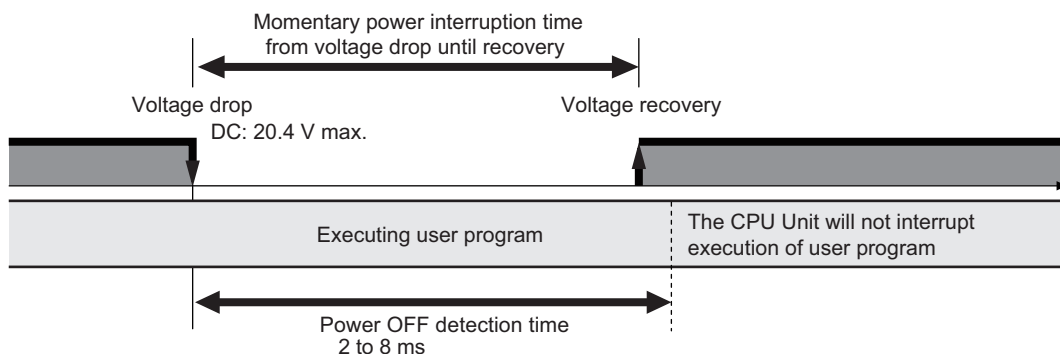 Momentary power interruption time
from voltage drop until recovery
Voltage drop
Voltage recovery
DC: 20.4 V max.
Executing user program
The CPU Unit will not interrupt
execution of user program
Power OFF detection time
2 to 8 ms